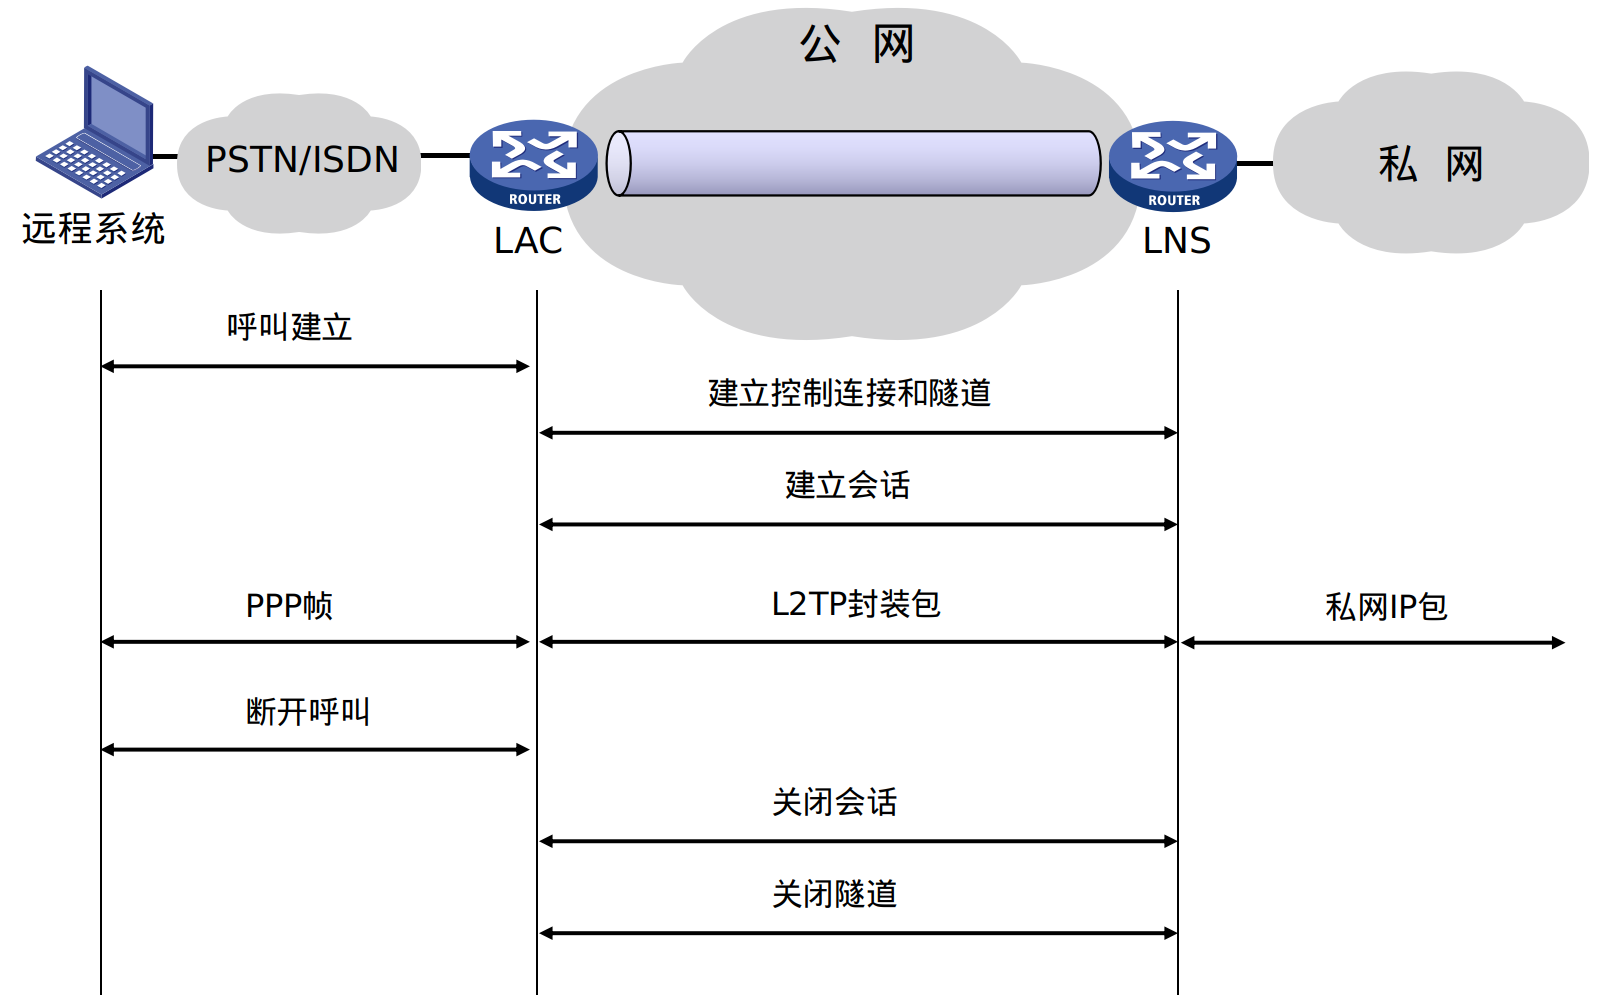 公 网
PSTN/ISDN
ROUTER
ROUTER
私 网
远程系统
LAC
LNS
呼叫建立
建立控制连接和隧道
建立会话
PPP帧
L2TP封装包
私网IP包
断开呼叫
关闭会话
关闭隧道